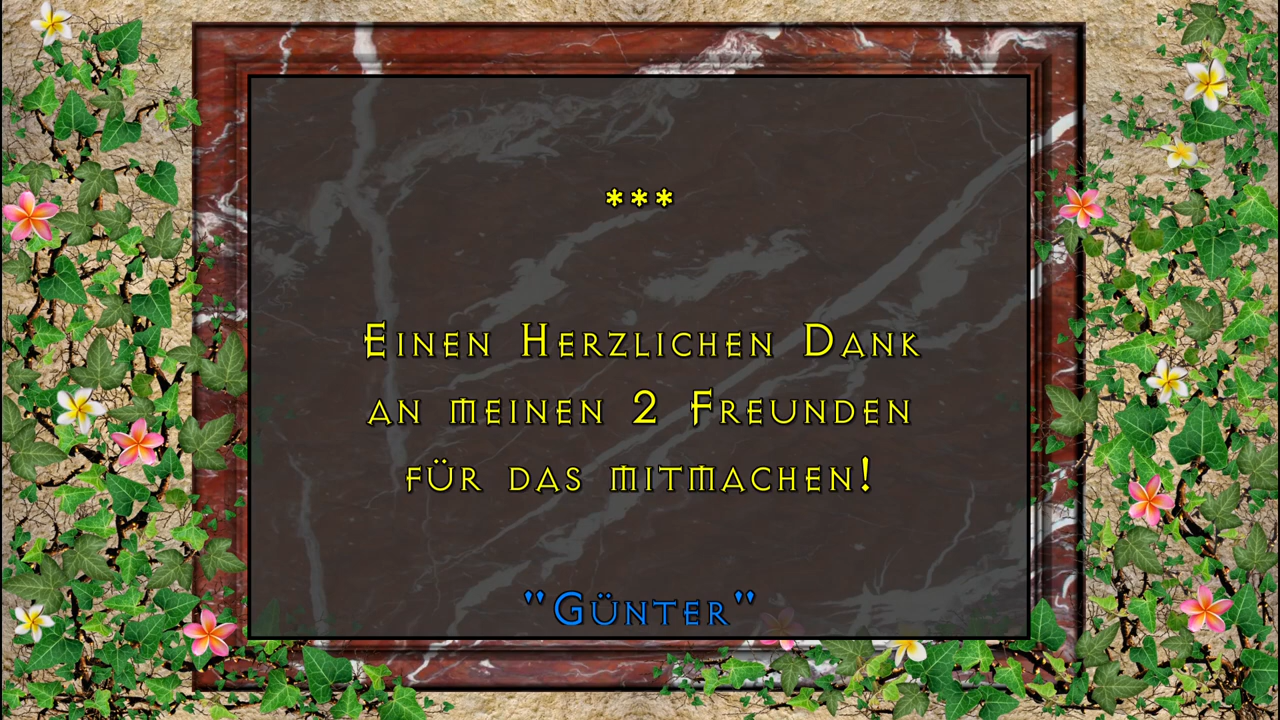 ***
Einen Herzlichen Dank
an meinen 2 Freunden
für das mitmachen!
"Günter"